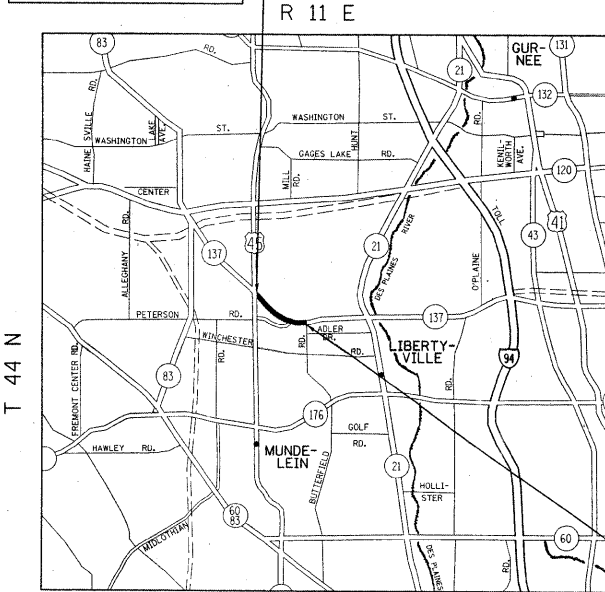 R 11 E
T 44 N
83
RD.
21
GUR-
NEE
131
132
HAINESVILLE
RD.
WASHINGTON
LAKE
AVE.
ST.
WASHINGTON
ST.
HUNT
RD.
KENIL-
WORTH
AVE.
GAGES LAKE
RD.
MILL
RD.
120
CENTER
ALLEGHANY
RD.
137
45
21
DES PLAINES
RIVER
TOLL
43
41
O'PLAINE
RD.
PETERSON
RD.
137
ADLER
DR.
RD.
WINCHESTER
RD.
RD.
LIBERTY-
VILLE
94
FREMONT CENTER RD.
83
176
GOLF
RD.
HAWLEY
RD.
MUNDE-
LEIN
BUTTERFIELD
21
HOLLI-
STER
60
83
MIDLOTHIAN
DES PLAINES
RD.
60